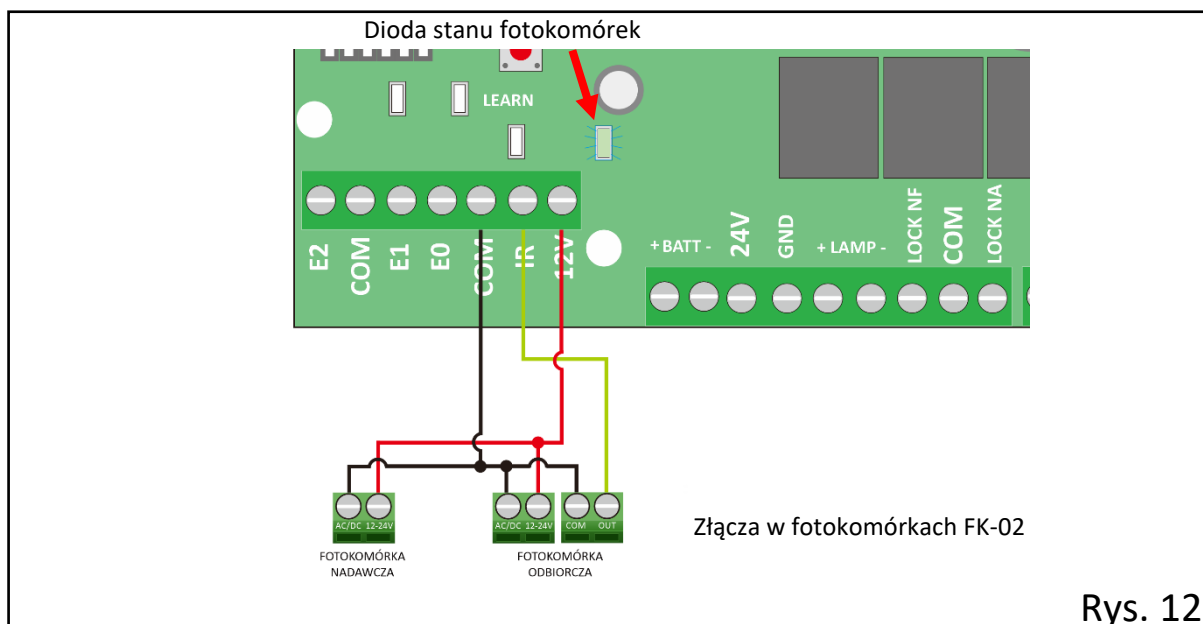 Dioda stanu fotokomórek
LEARN
E2
COM
E1
E0
COM
IR
12V
+ BATT -
24V
GND
+ LAMP -
LOCK NF
COM
LOCK NA
AC/DC 12-24V
AC/DC 12-24V
COM OUT
FOTOKOMÓRKA
NADAWCZA
FOTOKOMÓRKA
ODBIORCZA
Złącza w fotokomórkach FK-02
Rys. 12